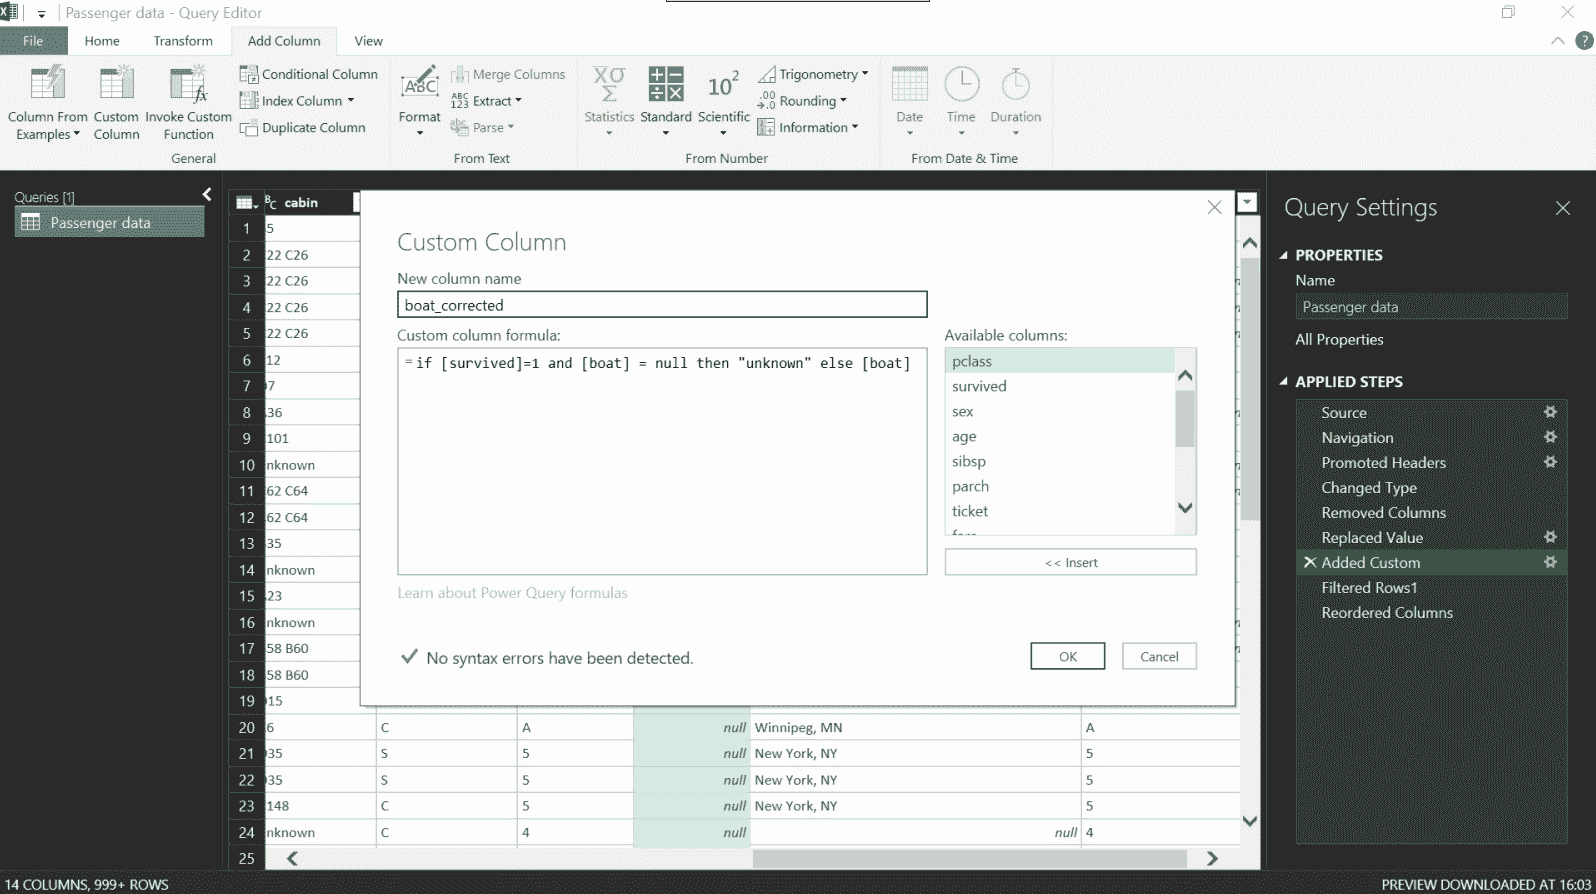 Passenger data - Query Editor
File Home Transform Add Column View
Column From Examples
Custom Column
Invoke Custom Function
Conditional Column
Index Column
Duplicate Column
General
Format
Merge Columns
ABC 123 Extract
Parse
From Text
Statistics
Standard
10² Scientific
Trigonometry
.00 →.0 Rounding
Information
From Number
Date
Time
Duration
From Date & Time
Queries [1]
Passenger data
cabin
1 5
2 22 C26
3 22 C26
4 22 C26
5 22 C26
6 12
7 07
8 36
9 101
10 nknown
11 62 C64
12 62 C64
13 35
14 nknown
15 23
16 nknown
17 58 B60
18 58 B60
19 15
20 6 C A null Winnipeg, MN A
21 035 S 5 null New York, NY 5
22 035 S 5 null New York, NY 5
23 148 C 5 null New York, NY 5
24 nknown C 4 null null 4
25
Custom Column
New column name
boat_corrected
Custom column formula:
=if [survived]=1 and [boat] = null then "unknown" else [boat]
Available columns:
pclass
survived
sex
age
sibsp
parch
ticket
<< Insert
Learn about Power Query formulas
No syntax errors have been detected.
OK
Cancel
Query Settings
PROPERTIES
Name
Passenger data
All Properties
APPLIED STEPS
Source
Navigation
Promoted Headers
Changed Type
Removed Columns
Replaced Value
Added Custom
Filtered Rows1
Reordered Columns
14 COLUMNS, 999+ ROWS
PREVIEW DOWNLOADED AT 16:03